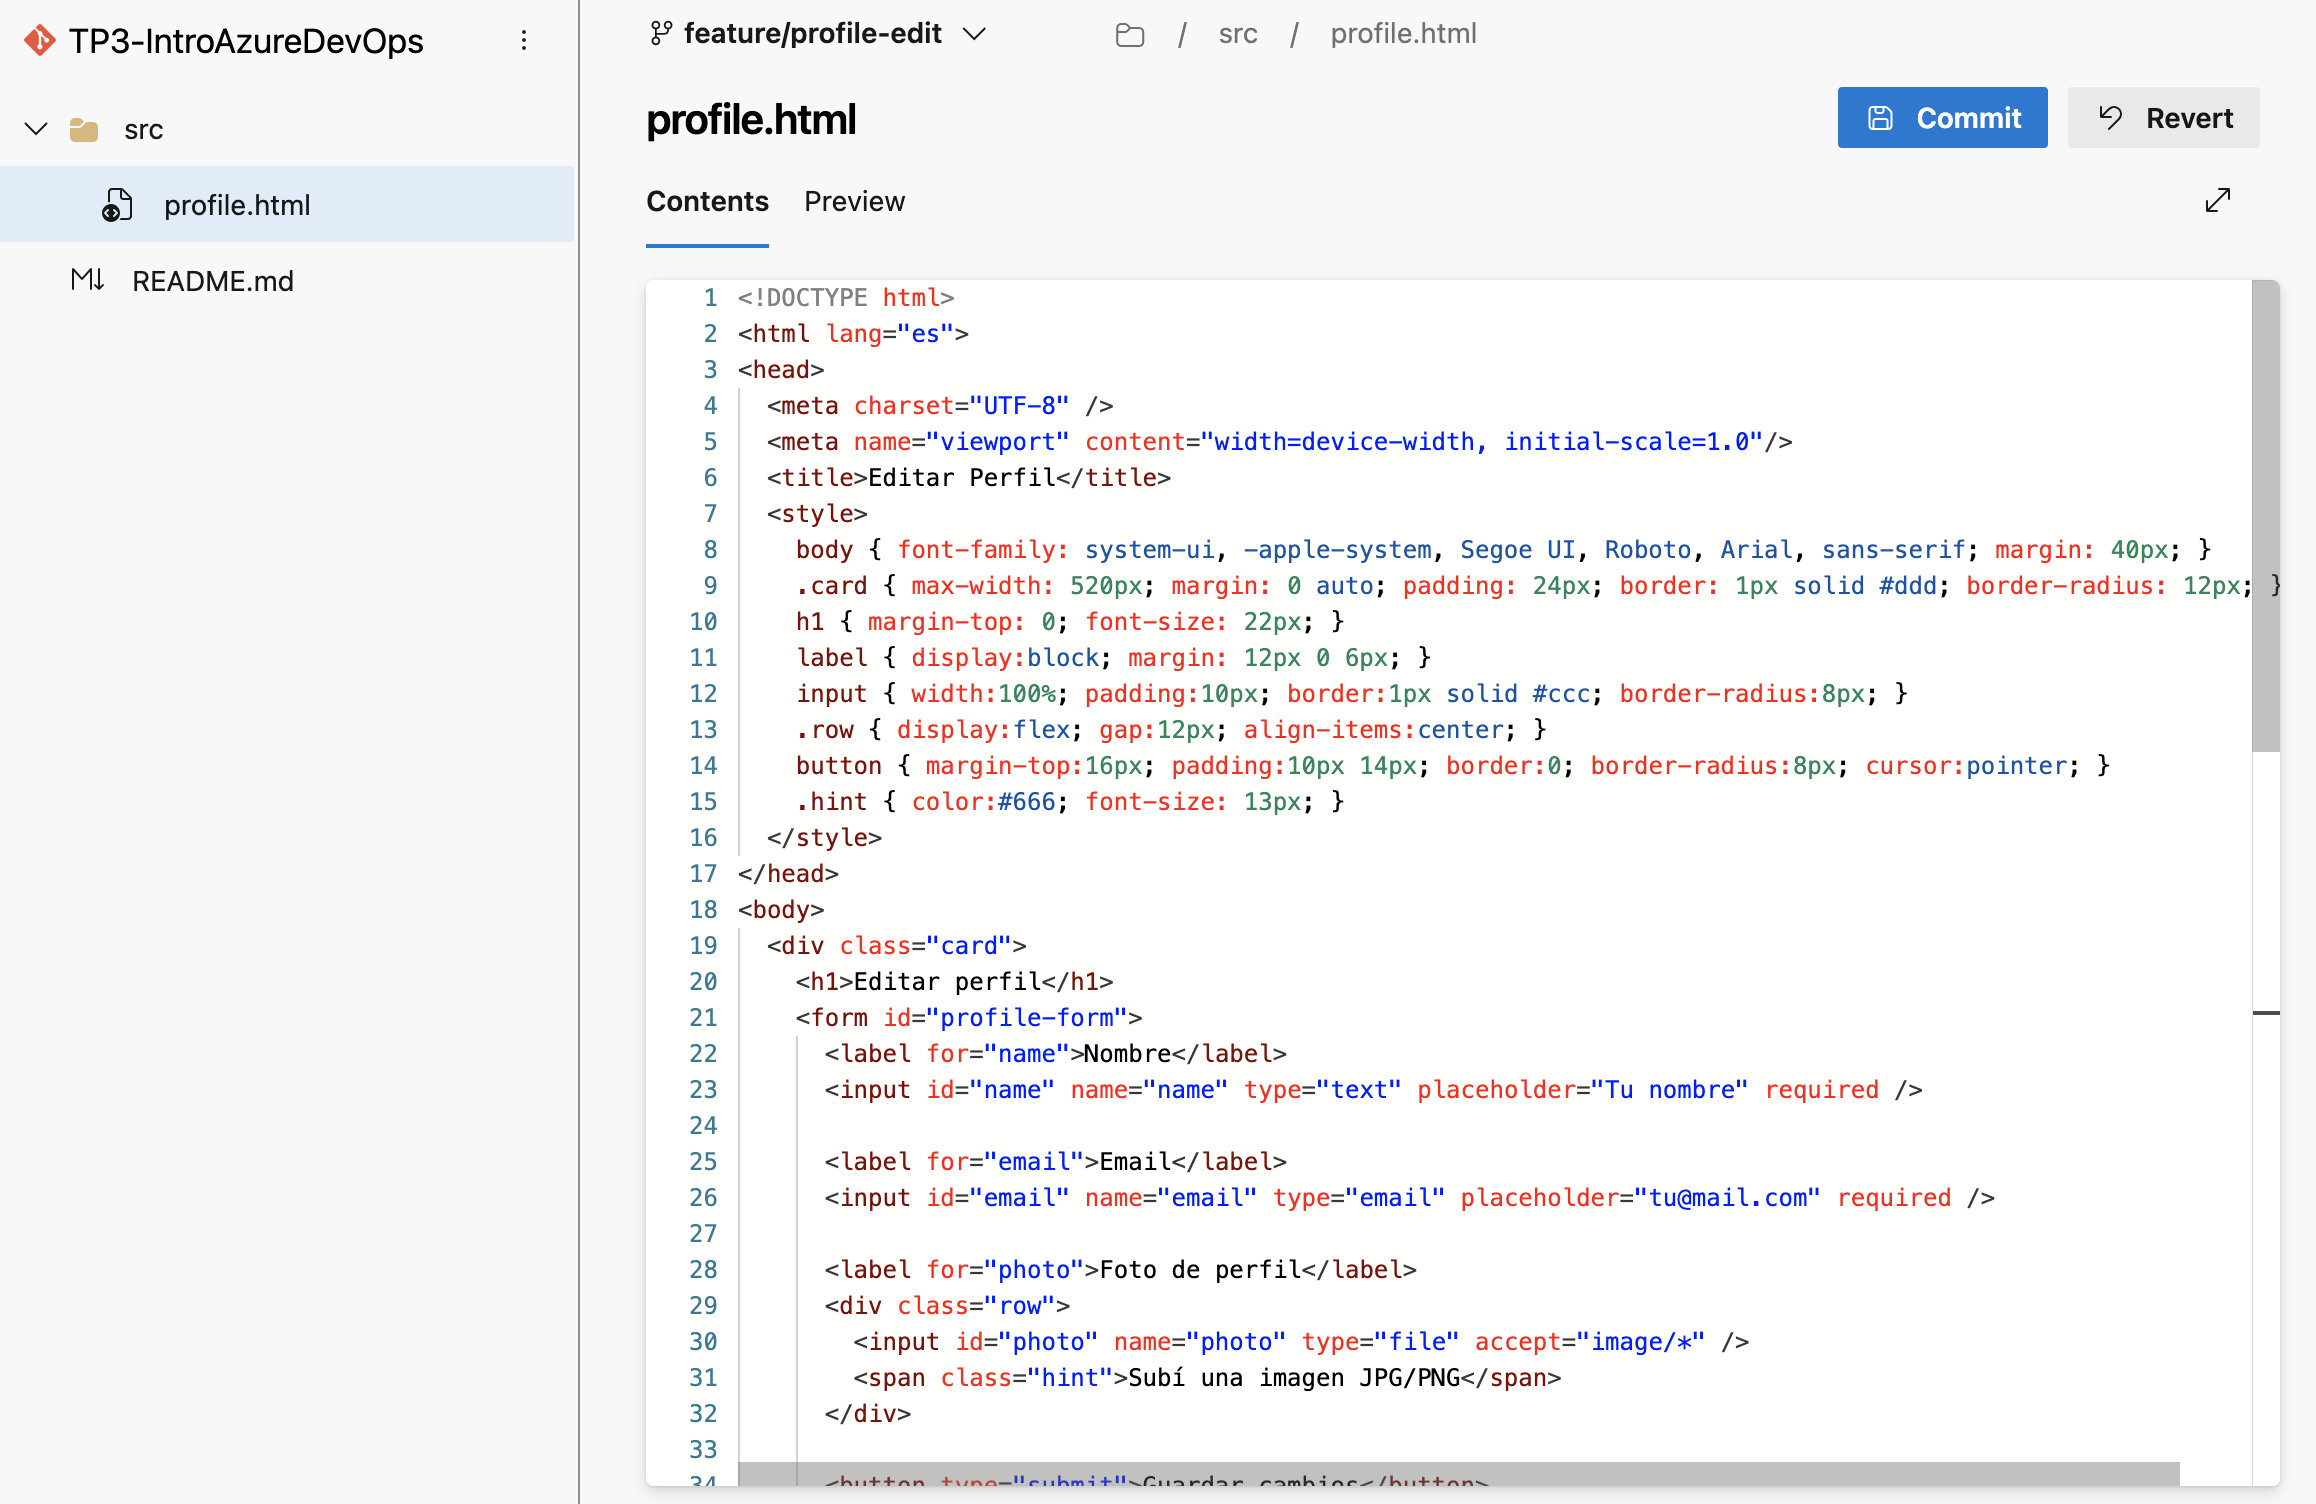 TP3-IntroAzureDevOps
src
profile.html
README.md
feature/profile-edit
/ src / profile.html
profile.html
Commit
Revert
Contents Preview
1 <!DOCTYPE html>
2 <html lang="es">
3 <head>
4   <meta charset="UTF-8" />
5   <meta name="viewport" content="width=device-width, initial-scale=1.0"/>
6   <title>Editar Perfil</title>
7   <style>
8     body { font-family: system-ui, -apple-system, Segoe UI, Roboto, Arial, sans-serif; margin: 40px; }
9     .card { max-width: 520px; margin: 0 auto; padding: 24px; border: 1px solid #ddd; border-radius: 12px; }
10     h1 { margin-top: 0; font-size: 22px; }
11     label { display:block; margin: 12px 0 6px; }
12     input { width:100%; padding:10px; border:1px solid #ccc; border-radius:8px; }
13     .row { display:flex; gap:12px; align-items:center; }
14     button { margin-top:16px; padding:10px 14px; border:0; border-radius:8px; cursor:pointer; }
15     .hint { color:#666; font-size: 13px; }
16   </style>
17 </head>
18 <body>
19   <div class="card">
20     <h1>Editar perfil</h1>
21     <form id="profile-form">
22       <label for="name">Nombre</label>
23       <input id="name" name="name" type="text" placeholder="Tu nombre" required />
24
25       <label for="email">Email</label>
26       <input id="email" name="email" type="email" placeholder="tu@mail.com" required />
27
28       <label for="photo">Foto de perfil</label>
29       <div class="row">
30         <input id="photo" name="photo" type="file" accept="image/*" />
31         <span class="hint">Subí una imagen JPG/PNG</span>
32       </div>
33
34       <button type="submit">Guardar cambios</button>